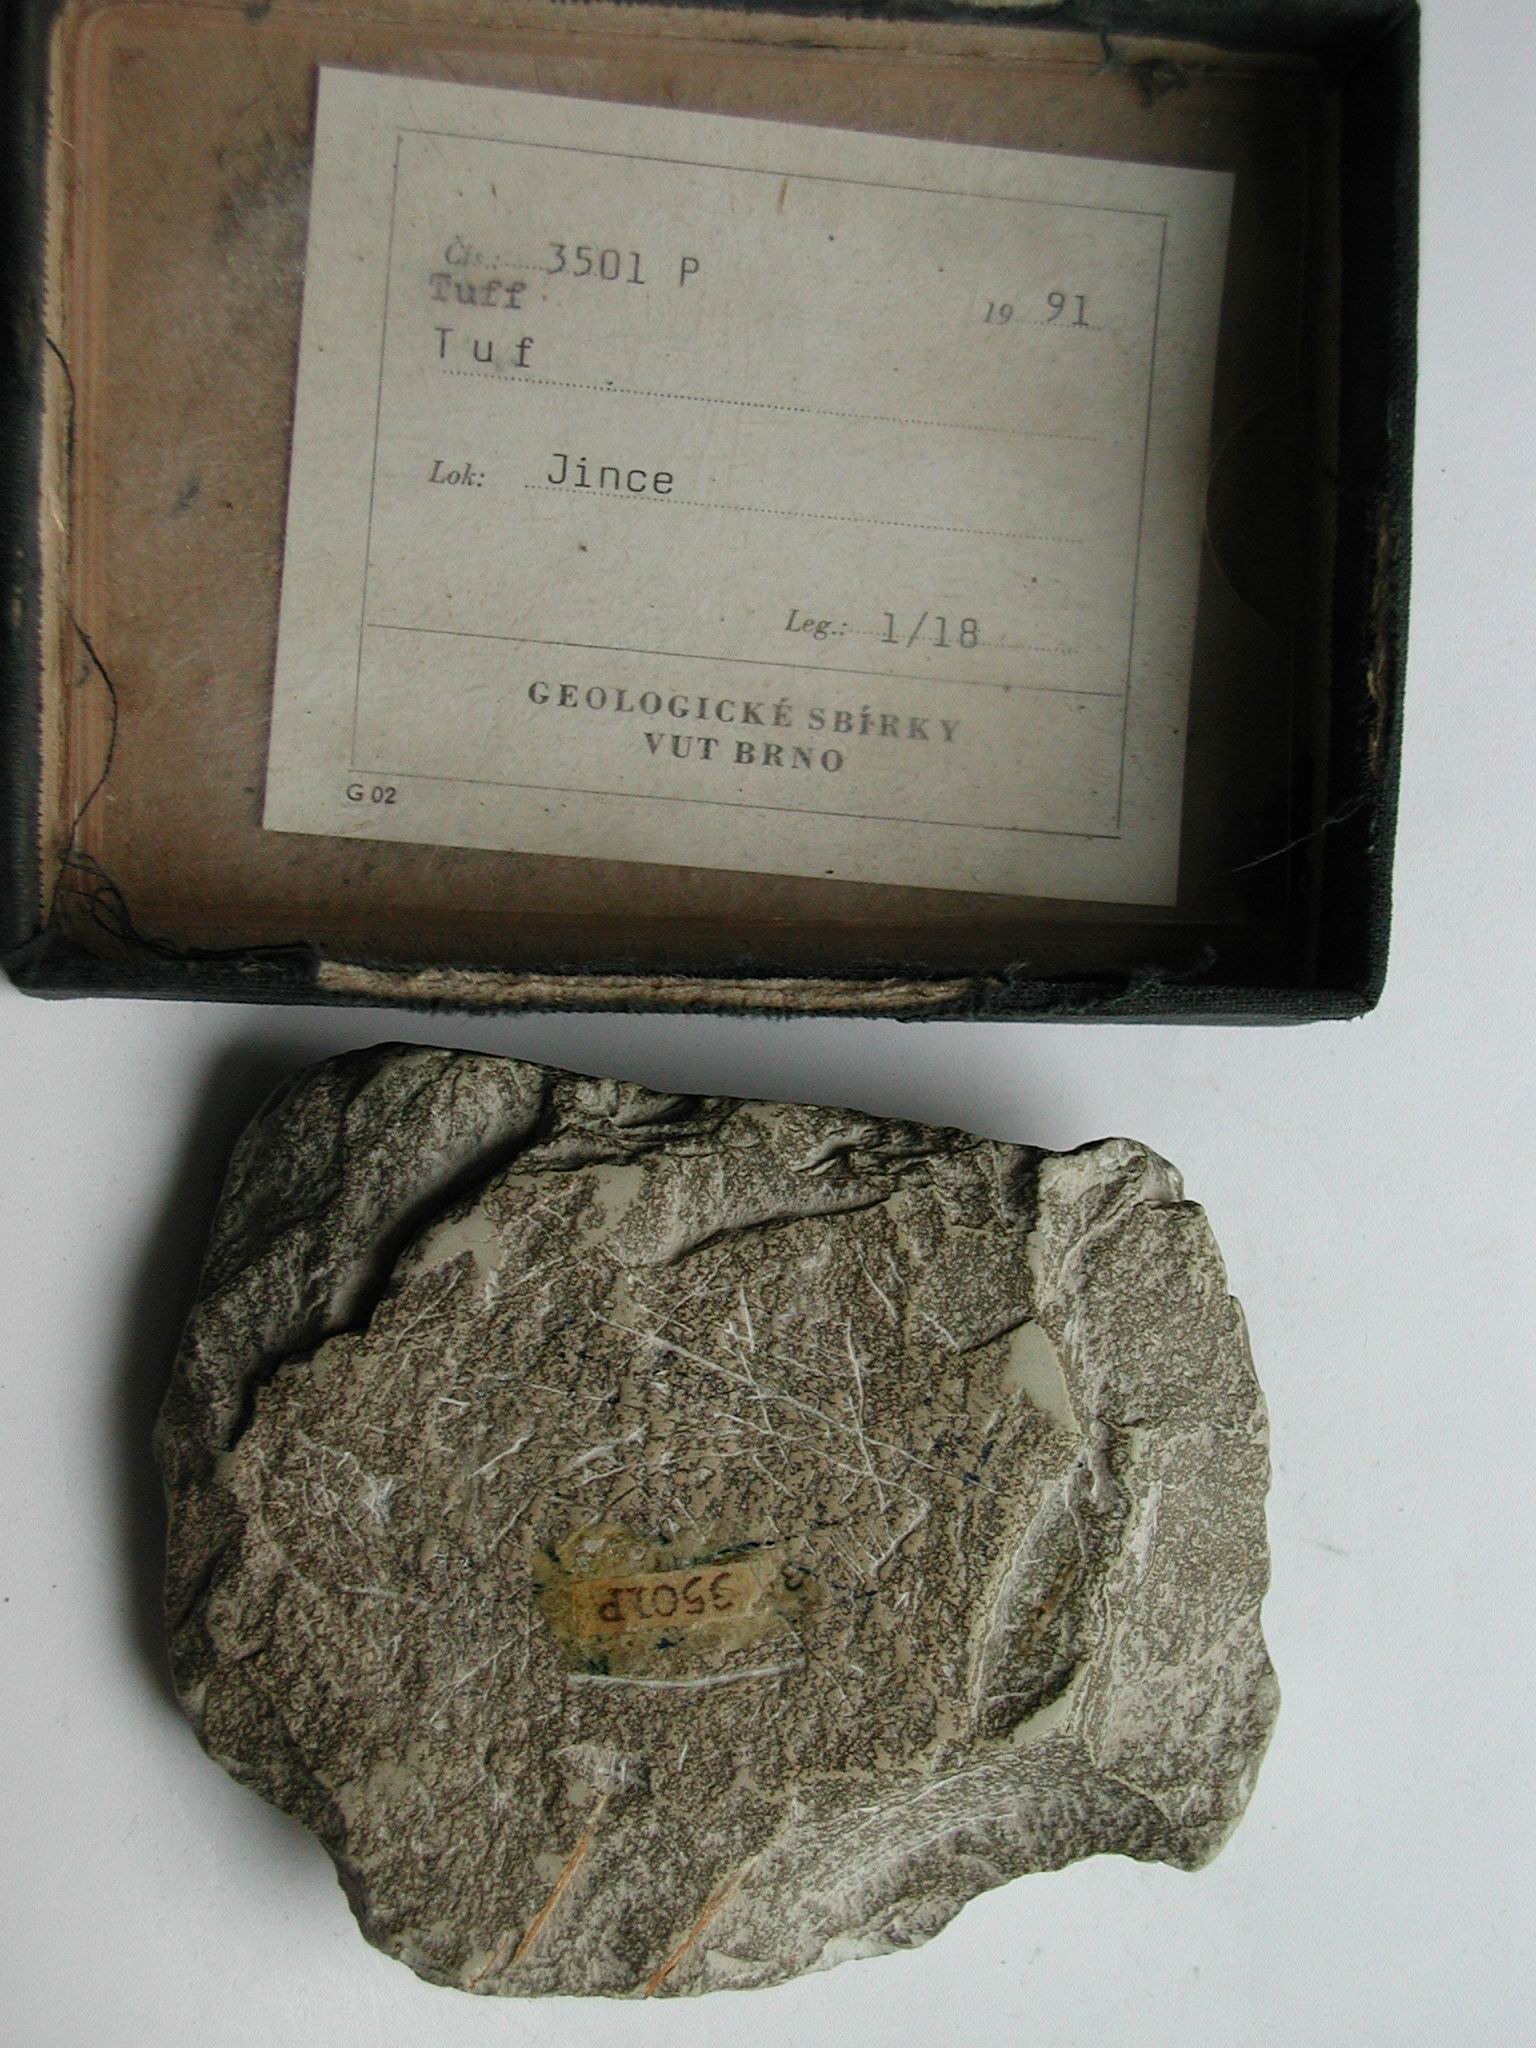 Čís.: 3501 P
Tuff
19 91
Tuf
Lok: Jince
Leg.: 1/18
GEOLOGICKÉ SBÍRKY
VUT BRNO
G 02
3501P